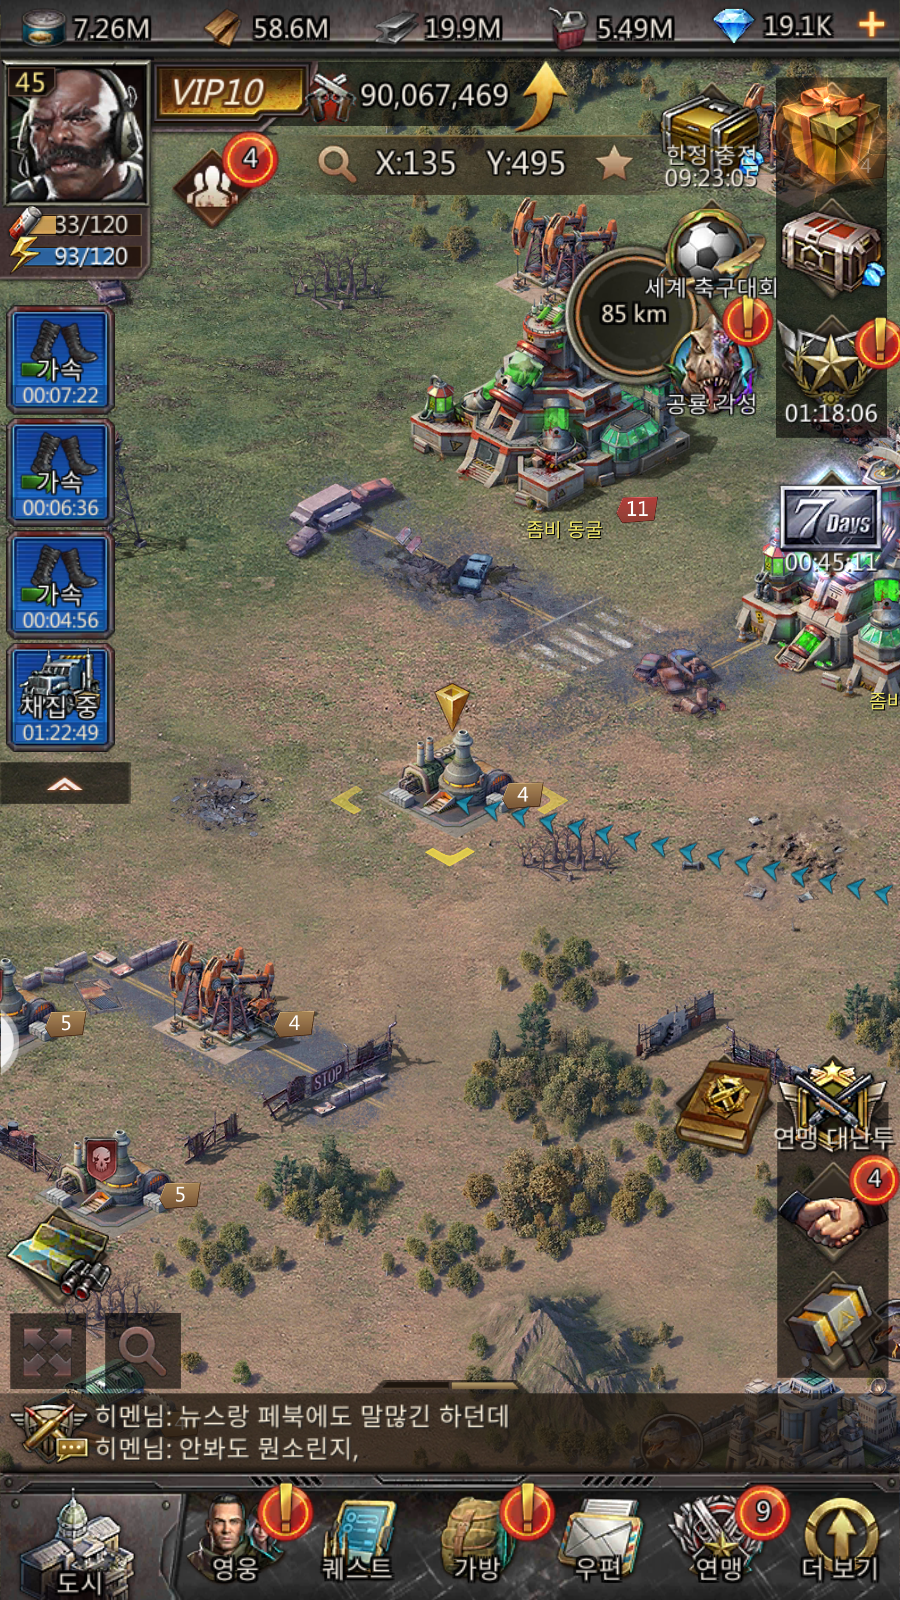 7.26M 58.6M 19.9M 5.49M 19.1K
45
VIP10 90,067,469
4
X:135 Y:495
33/120
93/120
한정 충전
09:23:05
4
세계 축구대회
85 km
공룡 각성
01:18:06
가속
00:07:22
가속
00:06:36
가속
00:04:56
채집 중
01:22:49
11
좀비 동굴
7 Days
00:45:11
좀비
4
5
4
STOP
5
연맹 대난투
4
히멘님: 뉴스랑 페북에도 말많긴 하던데
히멘님: 안봐도 뭔소린지,
9
도시 영웅 퀘스트 가방 우편 연맹 더 보기